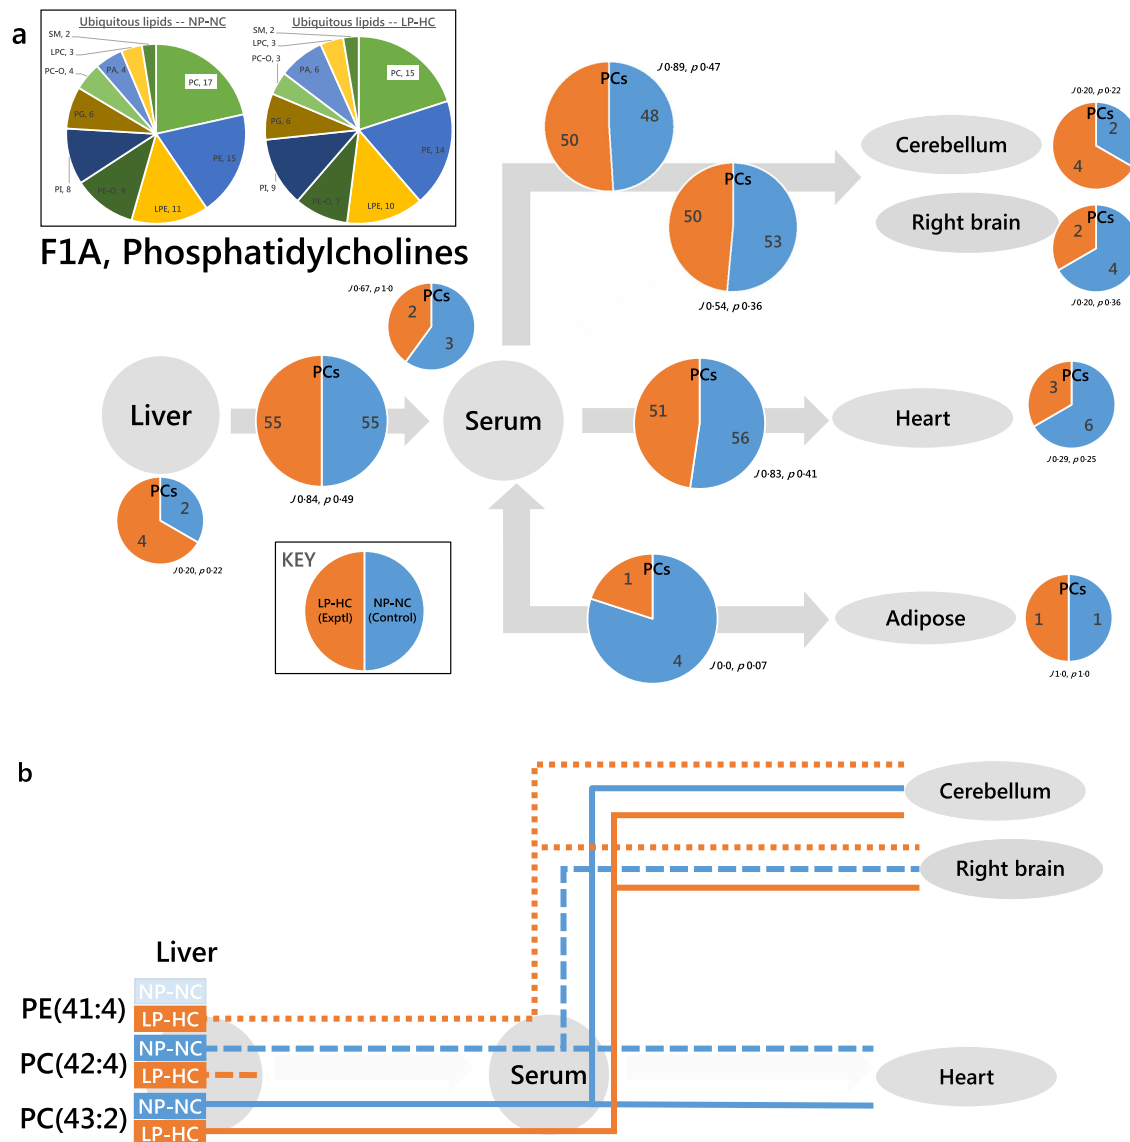 a
Ubiquitous lipids -- NP-NC
SM, 2
LPC, 3
PC-O, 4
PA, 4
PG, 6
PI, 8
PE-O, 9
LPE, 11
PE, 15
PC, 17
Ubiquitous lipids -- LP-HC
SM, 2
LPC, 3
PC-O, 3
PA, 6
PG, 6
PI, 9
PE-O, 7
LPE, 10
PE, 14
PC, 15
F1A, Phosphatidylcholines
PCs
50
48
J 0·89, p 0·47
PCs
50
53
J 0·54, p 0·36
Cerebellum
J 0·20, p 0·22
PCs
2
4
Right brain
PCs
2
4
J 0·20, p 0·36
J 0·67, p 1·0
PCs
2
3
Liver
PCs
55
55
J 0·84, p 0·49
Serum
PCs
51
56
J 0·83, p 0·41
Heart
PCs
3
6
J 0·29, p 0·25
PCs
2
4
J 0·20, p 0·22
KEY
LP-HC
(Exptl)
NP-NC
(Control)
PCs
1
4
J 0·0, p 0·07
Adipose
PCs
1
1
J 1·0, p 1·0
b
Cerebellum
Right brain
Liver
PE(41:4)
NP-NC
LP-HC
PC(42:4)
NP-NC
LP-HC
PC(43:2)
NP-NC
LP-HC
Serum
Heart